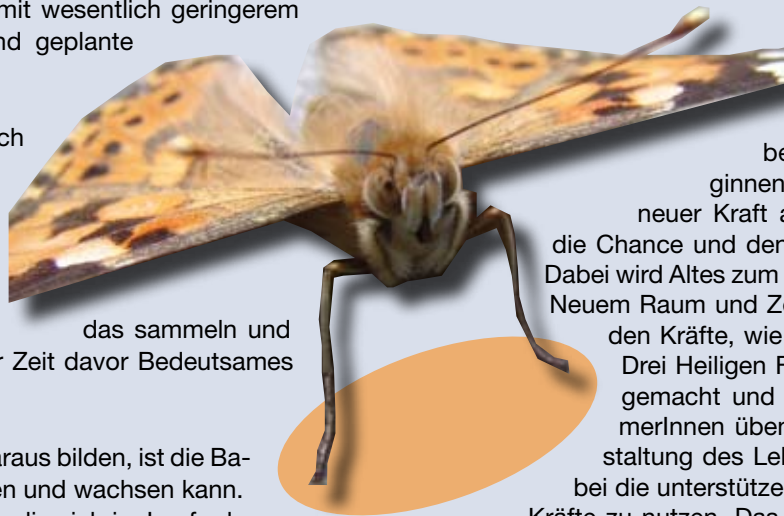 mit wesentlich geringerem
nd geplante
ch
das sammeln und
r Zeit davor Bedeutsames
araus bilden, ist die Ba-
en und wachsen kann.
be
ginnen
neuer Kraft a
die Chance und den
Dabei wird Altes zum
Neuem Raum und Ze
den Kräfte, wie
Drei Heiligen F
gemacht und
merInnen über
staltung des Leb
bei die unterstütze